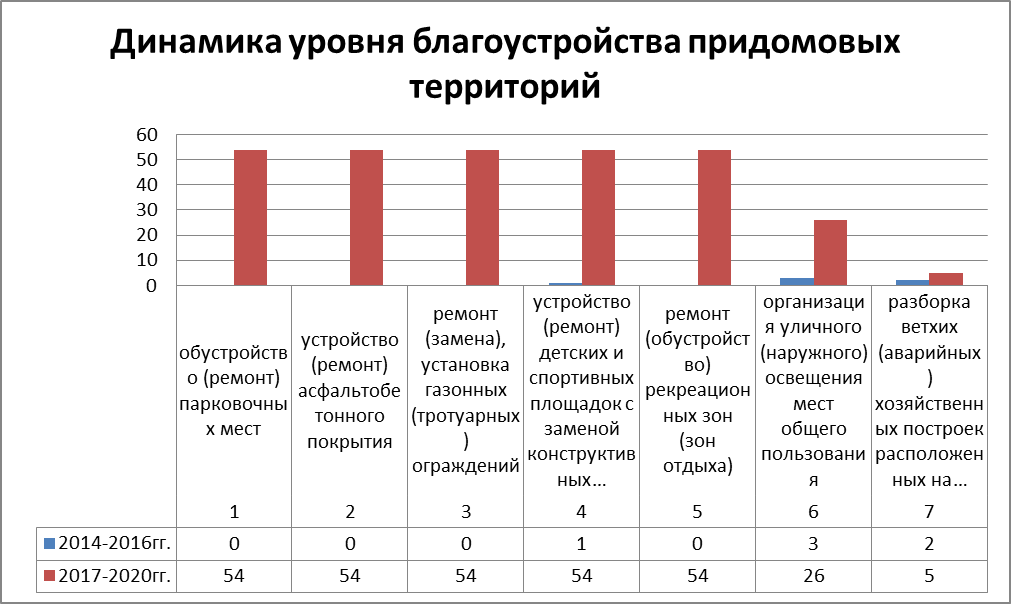 Динамика уровня благоустройства придомовых
территорий
60
50
40
30
20
10
0
обустройств
о (ремонт)
парковочны
х мест
1
устройство
(ремонт)
асфальтобе
тонного
покрытия
2
ремонт
(замена),
установка
газонных
(тротуарных
)
ограждений
3
устройство
(ремонт)
детских и
спортивных
площадок с
заменой
конструктив
ных...
4
ремонт
(обустройст
во)
рекреацион
ных зон
(зон
отдыха)
5
организаци
я уличного
(наружного)
освещения
мест
общего
пользовани
я
6
разборка
ветхих
(аварийных
)
хозяйственн
ых построек
расположен
ных на...
7
2014-2016гг. 0 0 0 1 0 3 2
2017-2020гг. 54 54 54 54 54 26 5